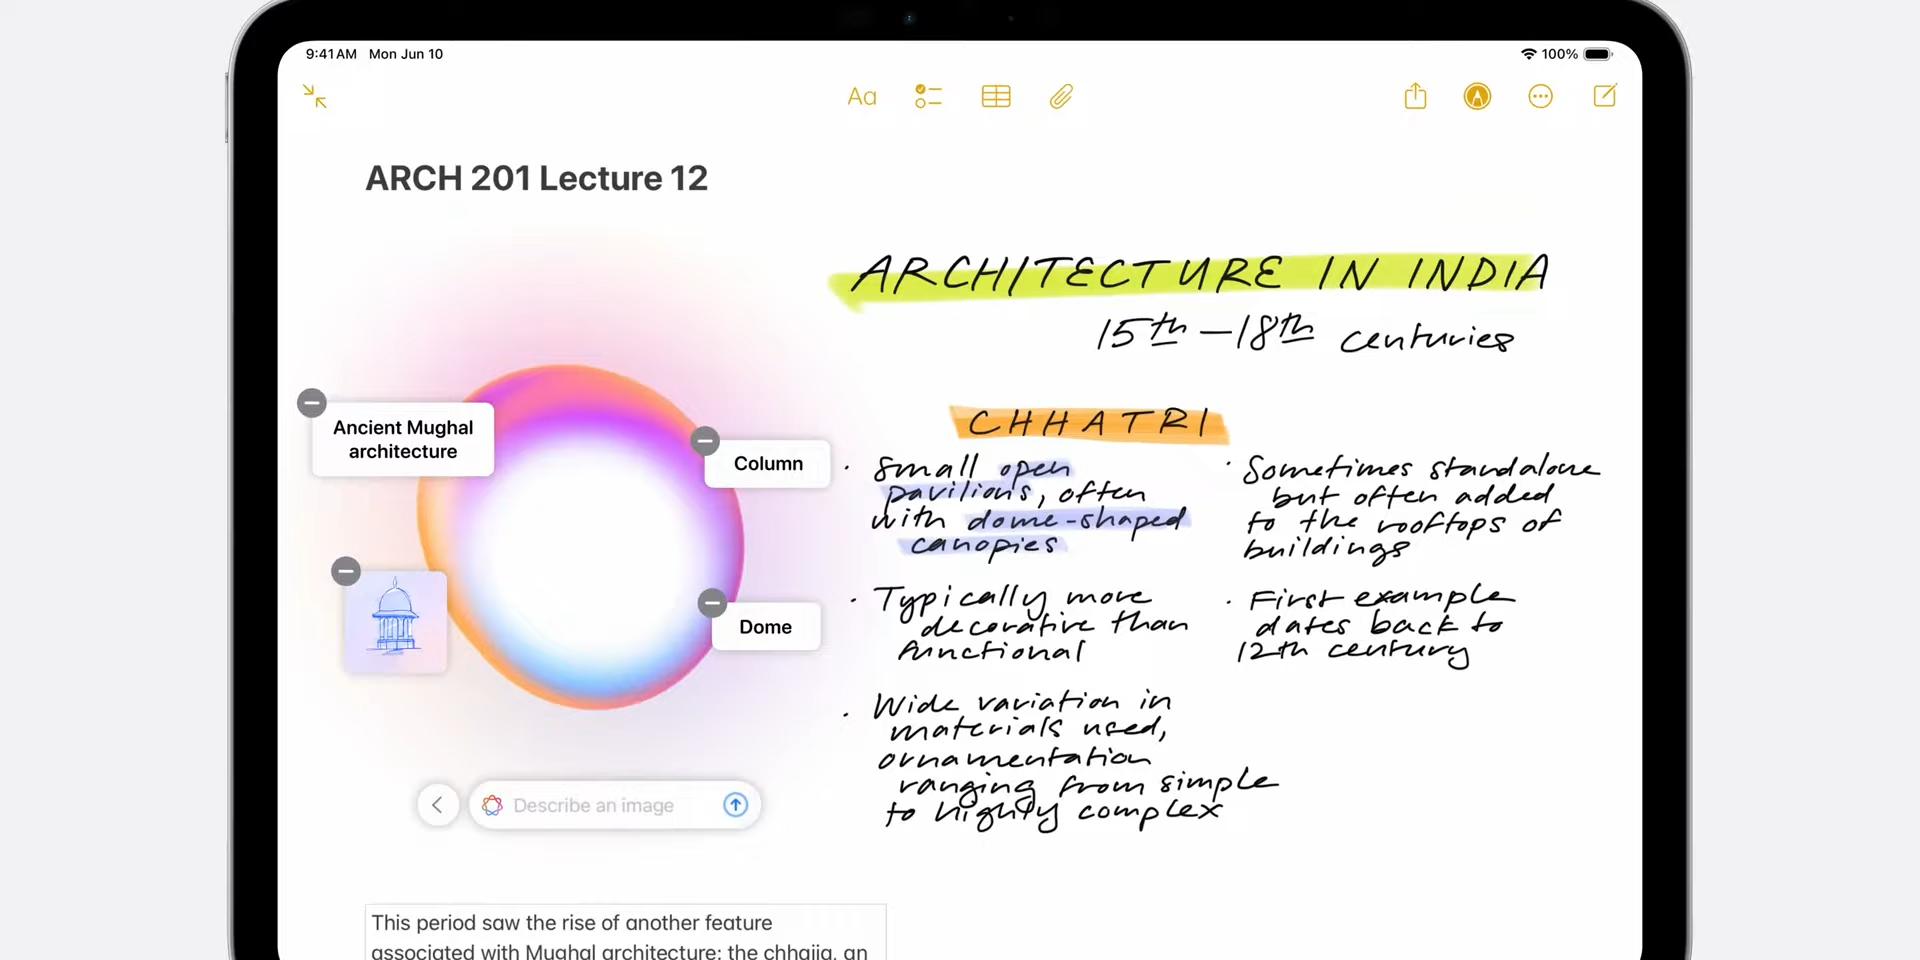 9:41 AM Mon Jun 10
100%
Aa
ARCH 201 Lecture 12
ARCHITECTURE IN INDIA
15th – 18th centuries
Ancient Mughal
architecture
Column
Dome
Describe an image
CHHATRI
· Small open
pavilions, often
with dome-shaped
canopies
· Typically more
decorative than
functional
· Wide variation in
materials used,
ornamentation
ranging from simple
to highly complex
· Sometimes standalone
but often added
to the rooftops of
buildings
· First example
dates back to
12th century
This period saw the rise of another feature
associated with Mughal architecture: the chhajja, an